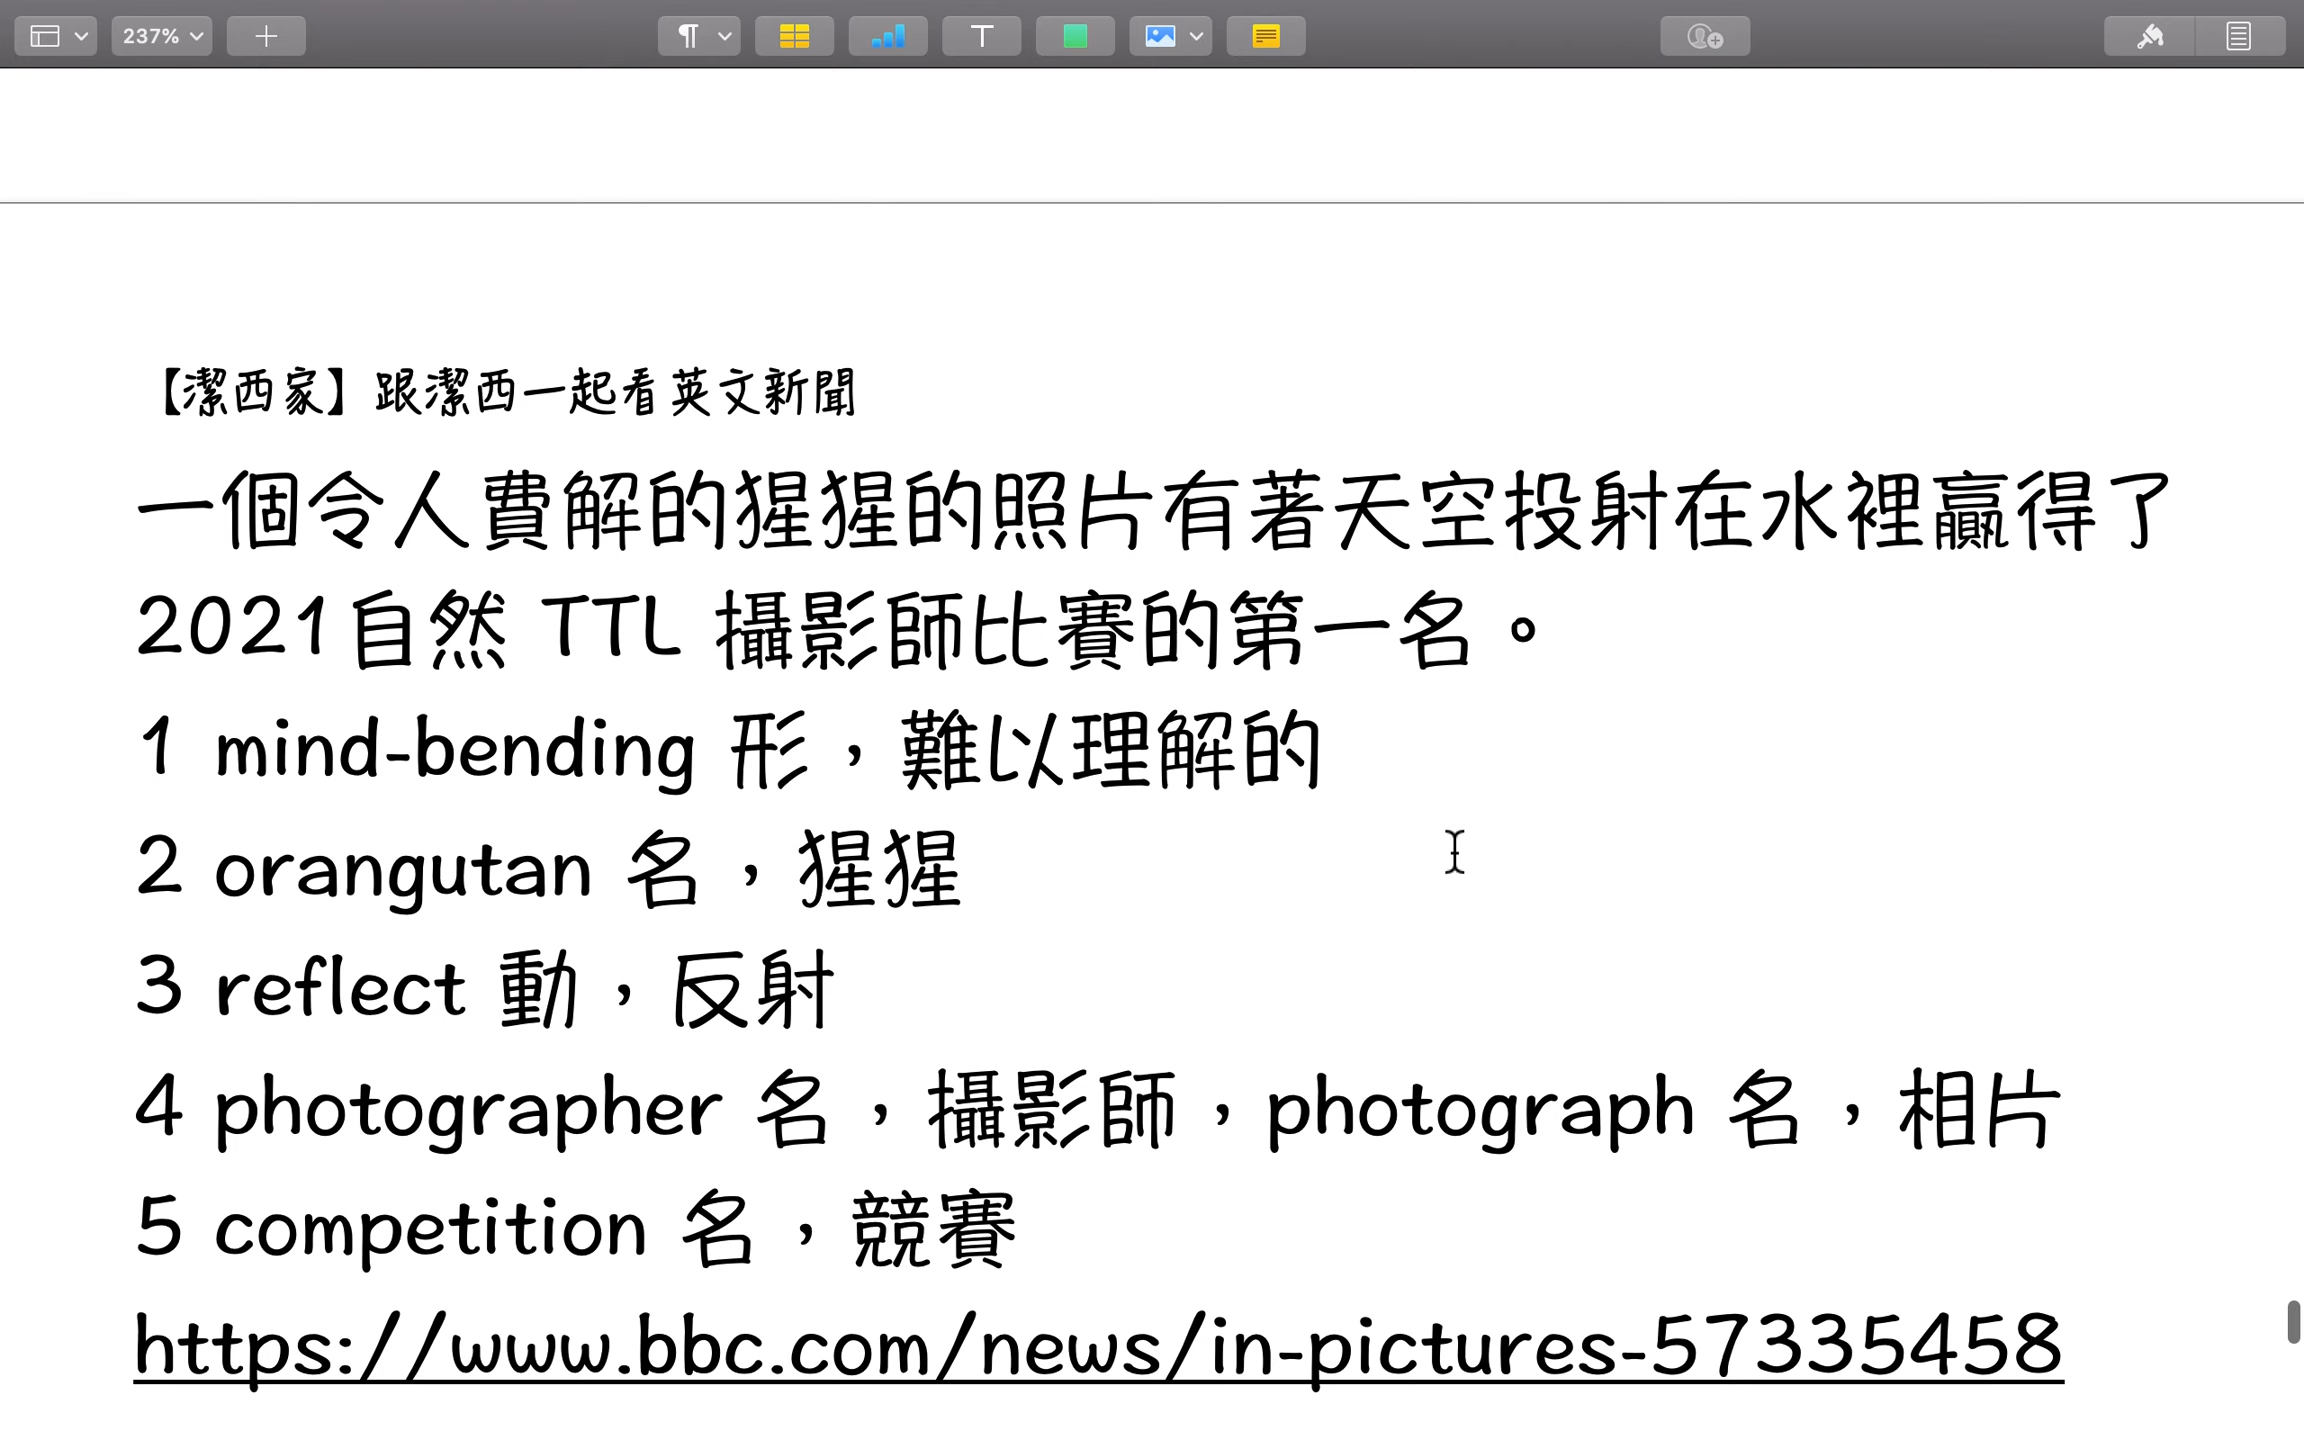 237%
【潔西家】跟潔西一起看英文新聞
一個令人費解的猩猩的照片有著天空投射在水裡贏得了
2021自然 TTL 攝影師比賽的第一名。
1 mind-bending 形，難以理解的
2 orangutan 名，猩猩
3 reflect 動，反射
4 photographer 名，攝影師，photograph 名，相片
5 competition 名，競賽
https://www.bbc.com/news/in-pictures-57335458